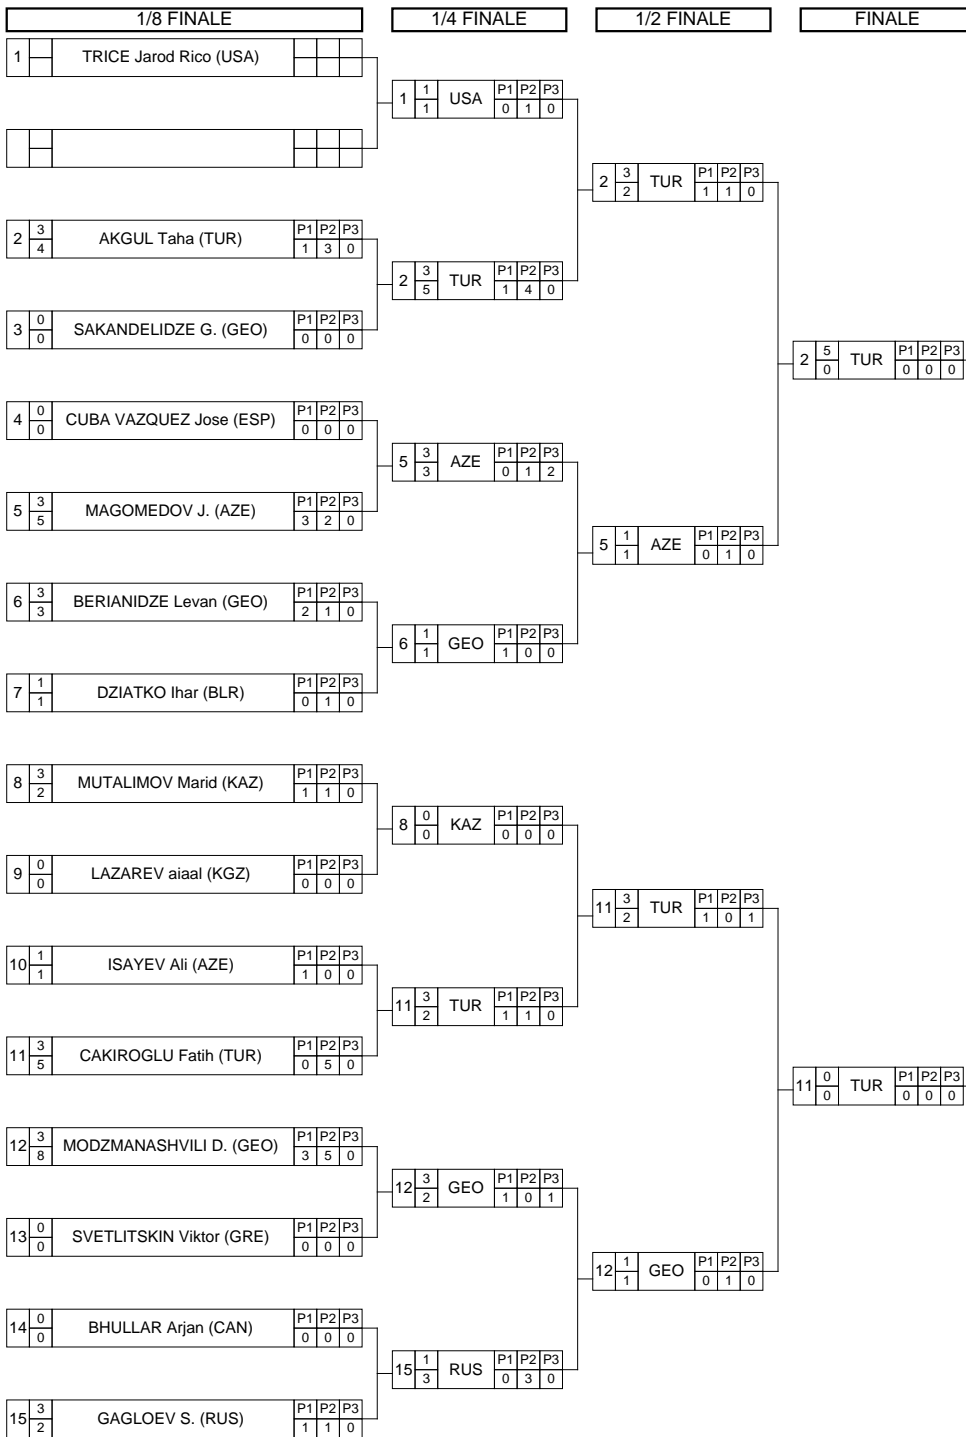 1/8 FINALE 1/4 FINALE 1/2 FINALE FINALE
1 TRICE Jarod Rico (USA)
1 1 USA P1 P2 P3
1 0 1 0
2 3 TUR P1 P2 P3
2 1 1 0
2 3 AKGUL Taha (TUR) P1 P2 P3
4 1 3 0
2 3 TUR P1 P2 P3
5 1 4 0
3 0 SAKANDELIDZE G. (GEO) P1 P2 P3
0 0 0 0
2 5 TUR P1 P2 P3
0 0 0 0
4 0 CUBA VAZQUEZ Jose (ESP) P1 P2 P3
0 0 0 0
5 3 AZE P1 P2 P3
3 0 1 2
5 3 MAGOMEDOV J. (AZE) P1 P2 P3
5 3 2 0
5 1 AZE P1 P2 P3
1 0 1 0
6 3 BERIANIDZE Levan (GEO) P1 P2 P3
3 2 1 0
6 1 GEO P1 P2 P3
1 1 0 0
7 1 DZIATKO Ihar (BLR) P1 P2 P3
1 0 1 0
8 3 MUTALIMOV Marid (KAZ) P1 P2 P3
2 1 1 0
8 0 KAZ P1 P2 P3
0 0 0 0
9 0 LAZAREV aiaal (KGZ) P1 P2 P3
0 0 0 0
11 3 TUR P1 P2 P3
2 1 0 1
10 1 ISAYEV Ali (AZE) P1 P2 P3
1 1 0 0
11 3 TUR P1 P2 P3
2 1 1 0
11 3 CAKIROGLU Fatih (TUR) P1 P2 P3
5 0 5 0
11 0 TUR P1 P2 P3
0 0 0 0
12 3 MODZMANASHVILI D. (GEO) P1 P2 P3
8 3 5 0
12 3 GEO P1 P2 P3
2 1 0 1
13 0 SVETLITSKIN Viktor (GRE) P1 P2 P3
0 0 0 0
12 1 GEO P1 P2 P3
1 0 1 0
14 0 BHULLAR Arjan (CAN) P1 P2 P3
0 0 0 0
15 1 RUS P1 P2 P3
3 0 3 0
15 3 GAGLOEV S. (RUS) P1 P2 P3
2 1 1 0